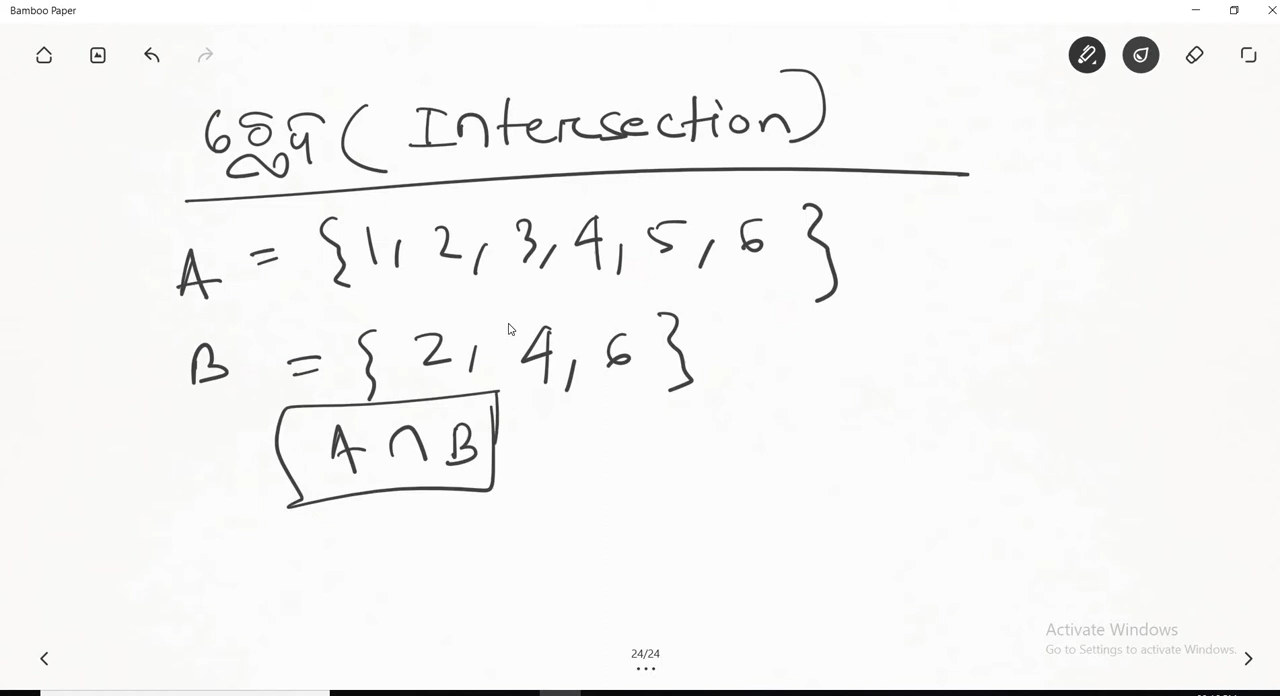 Bamboo Paper
ଛେଦ (Intersection)
A = {1, 2, 3, 4, 5, 6}
B = {2, 4, 6}
A ∩ B
Activate Windows
Go to Settings to activate Windows.
24/24